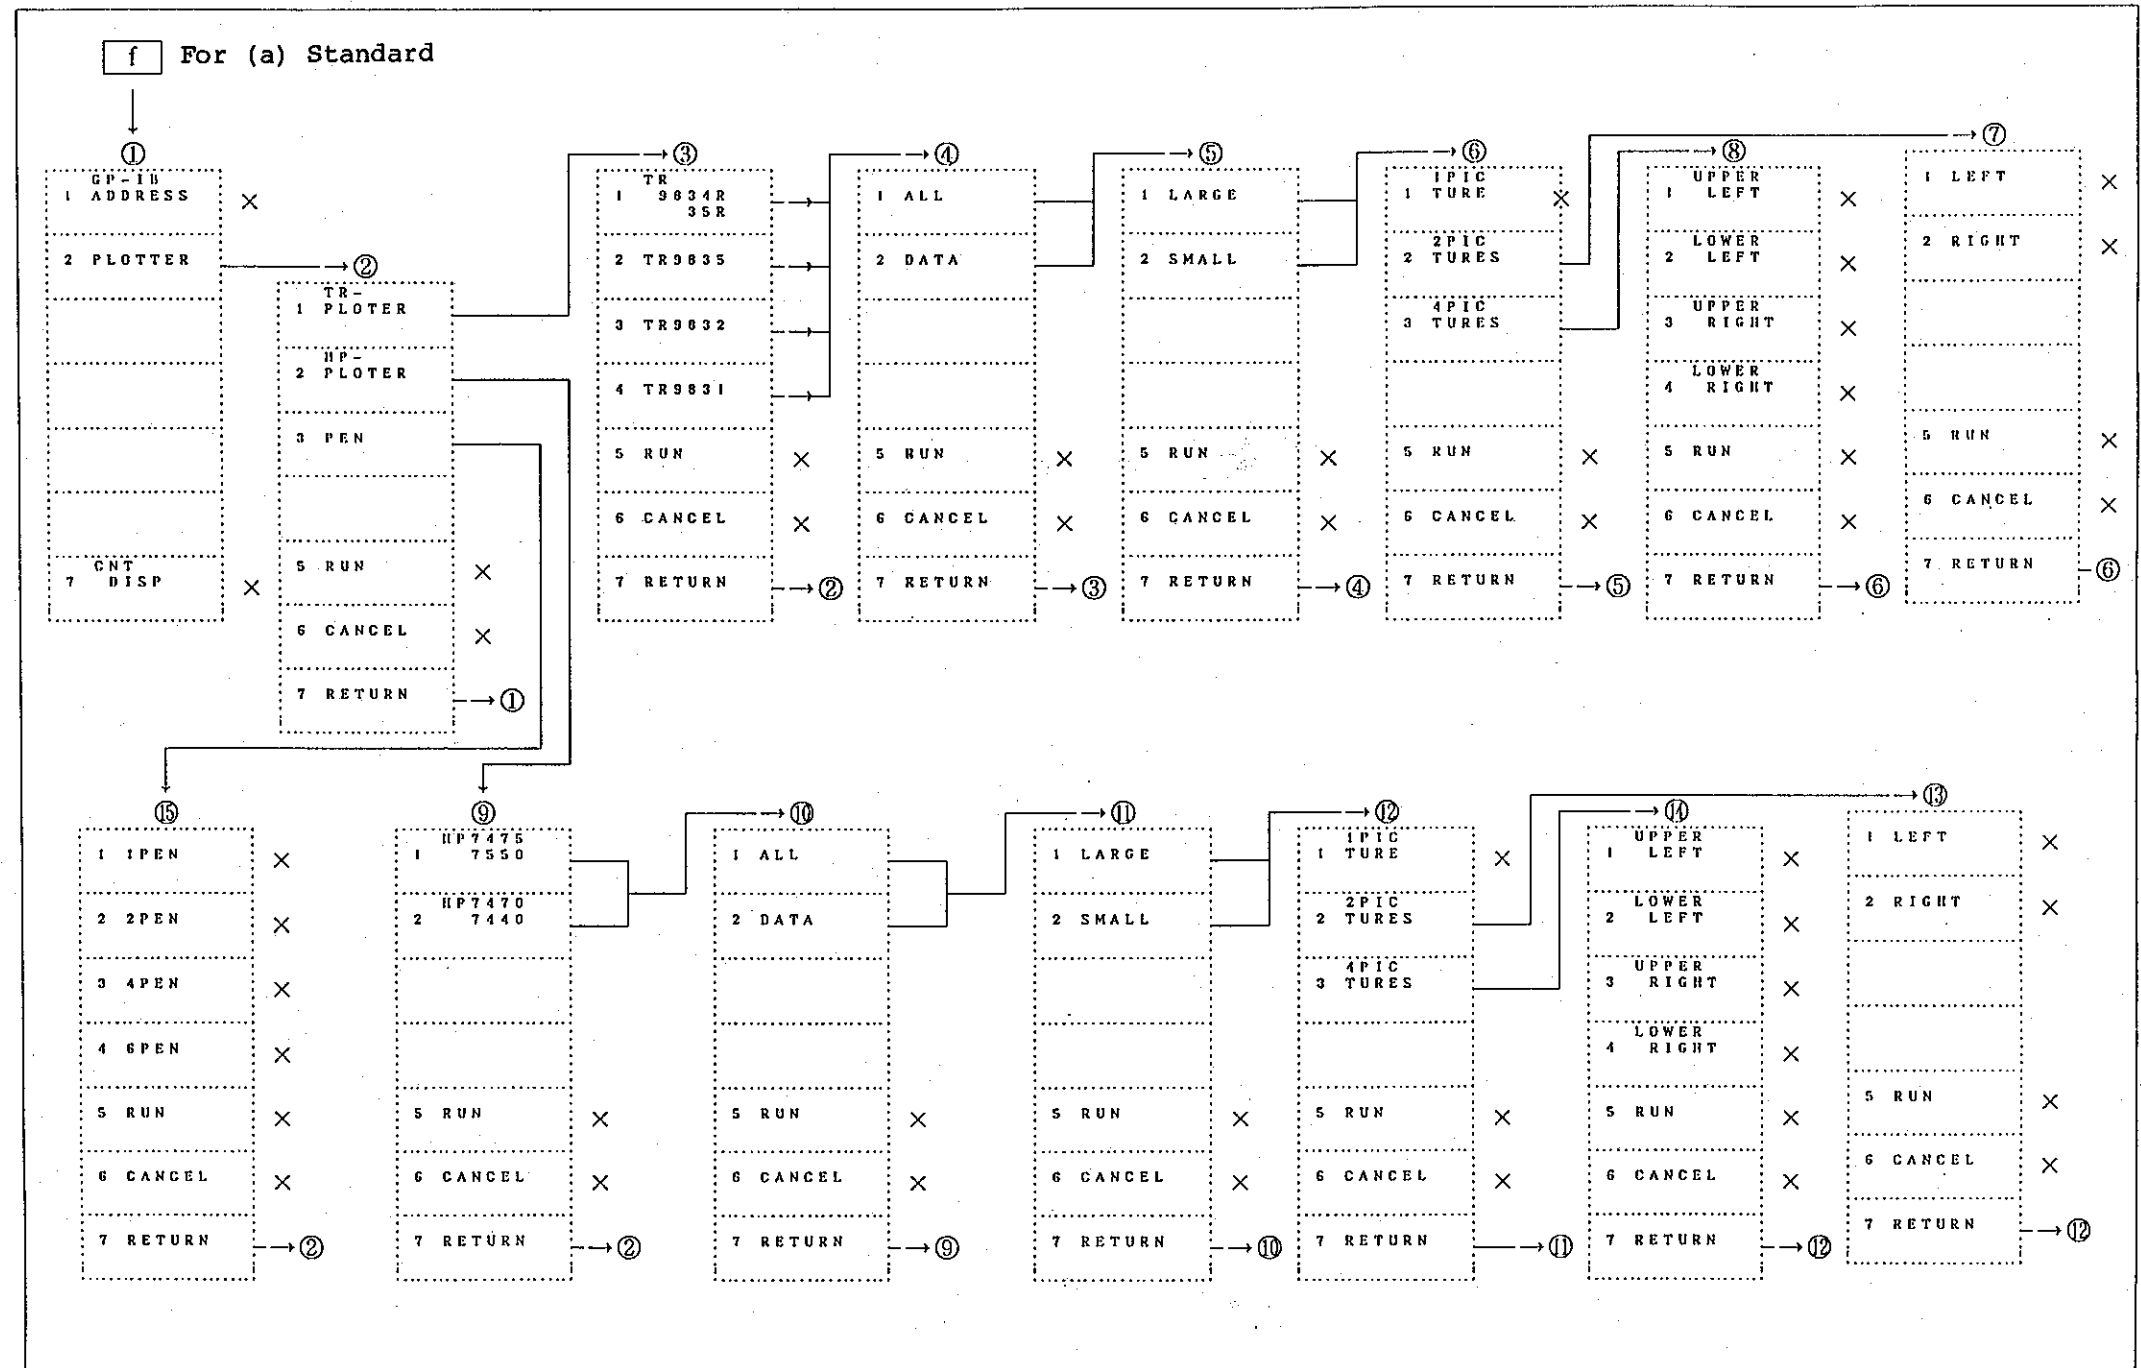 f For (a) Standard
①
GP-IB
1 ADDRESS ×
2 PLOTTER → ②
CNT
7 DISP ×
②
TR-
1 PLOTER
HP-
2 PLOTER
3 PEN
5 RUN ×
6 CANCEL ×
7 RETURN → ①
③
TR
1 9834R
35R
2 TR9835
3 TR9832
4 TR9831
5 RUN ×
6 CANCEL ×
7 RETURN → ②
④
1 ALL
2 DATA
5 RUN ×
6 CANCEL ×
7 RETURN → ③
⑤
1 LARGE
2 SMALL
5 RUN ×
6 CANCEL ×
7 RETURN → ④
⑥
1PIC
1 TURE ×
2PIC
2 TURES
4PIC
3 TURES
5 RUN ×
6 CANCEL ×
7 RETURN → ⑤
⑧
UPPER
1 LEFT ×
LOWER
2 LEFT ×
UPPER
3 RIGHT ×
LOWER
4 RIGHT ×
5 RUN ×
6 CANCEL ×
7 RETURN → ⑥
⑦
1 LEFT ×
2 RIGHT ×
5 RUN ×
6 CANCEL ×
7 RETURN ⑥
⑮
1 1PEN ×
2 2PEN ×
3 4PEN ×
4 6PEN ×
5 RUN ×
6 CANCEL ×
7 RETURN → ②
⑨
HP7475
1 7550
HP7470
2 7440
5 RUN ×
6 CANCEL ×
7 RETURN → ②
⑩
1 ALL
2 DATA
5 RUN ×
6 CANCEL ×
7 RETURN → ⑨
⑪
1 LARGE
2 SMALL
5 RUN ×
6 CANCEL ×
7 RETURN → ⑩
⑫
1PIC
1 TURE ×
2PIC
2 TURES
4PIC
3 TURES
5 RUN ×
6 CANCEL ×
7 RETURN → ⑪
⑭
UPPER
1 LEFT ×
LOWER
2 LEFT ×
UPPER
3 RIGHT ×
LOWER
4 RIGHT ×
5 RUN ×
6 CANCEL ×
7 RETURN → ⑫
⑬
1 LEFT ×
2 RIGHT ×
5 RUN ×
6 CANCEL ×
7 RETURN → ⑫